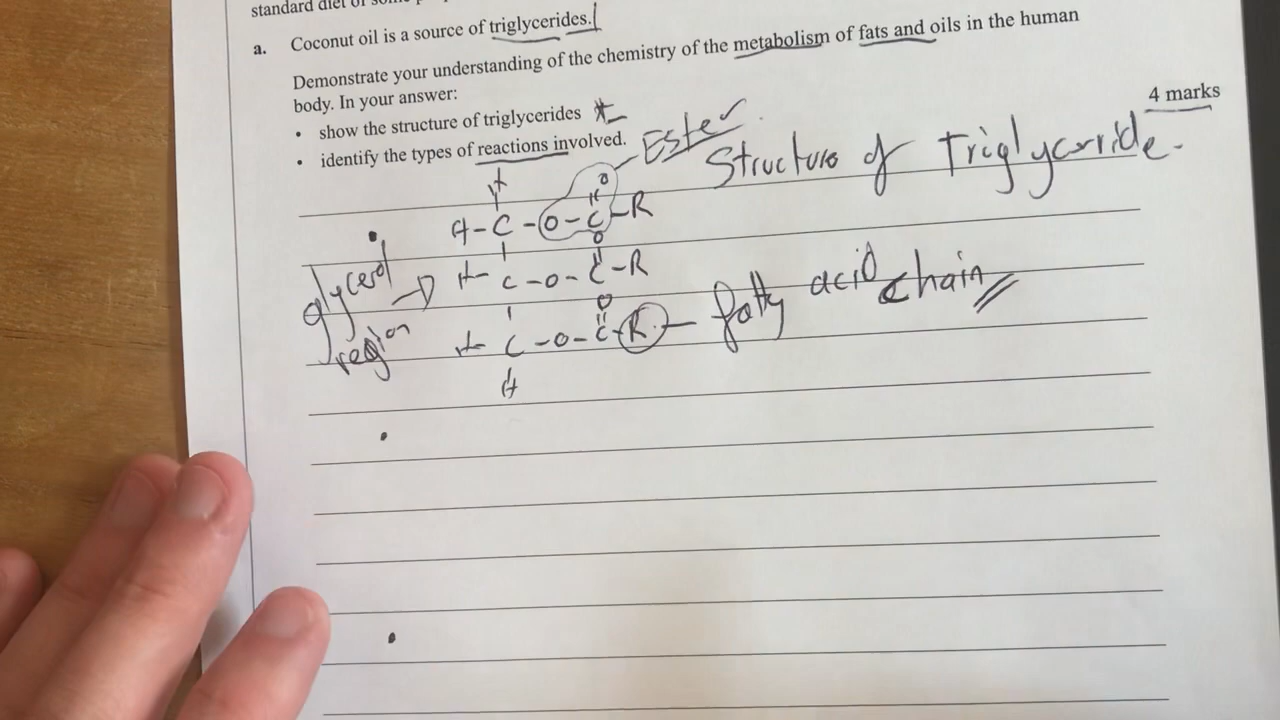 standard diet of some p
a. Coconut oil is a source of triglycerides.
Demonstrate your understanding of the chemistry of the metabolism of fats and oils in the human
body. In your answer:
4 marks
• show the structure of triglycerides *
• identify the types of reactions involved.
Ester
Structure of Triglyceride.
H
O
H-C-O-C-R
O
glycerol region
H-C-O-C-R
O
H-C-O-C-R
fatty acid chain
H